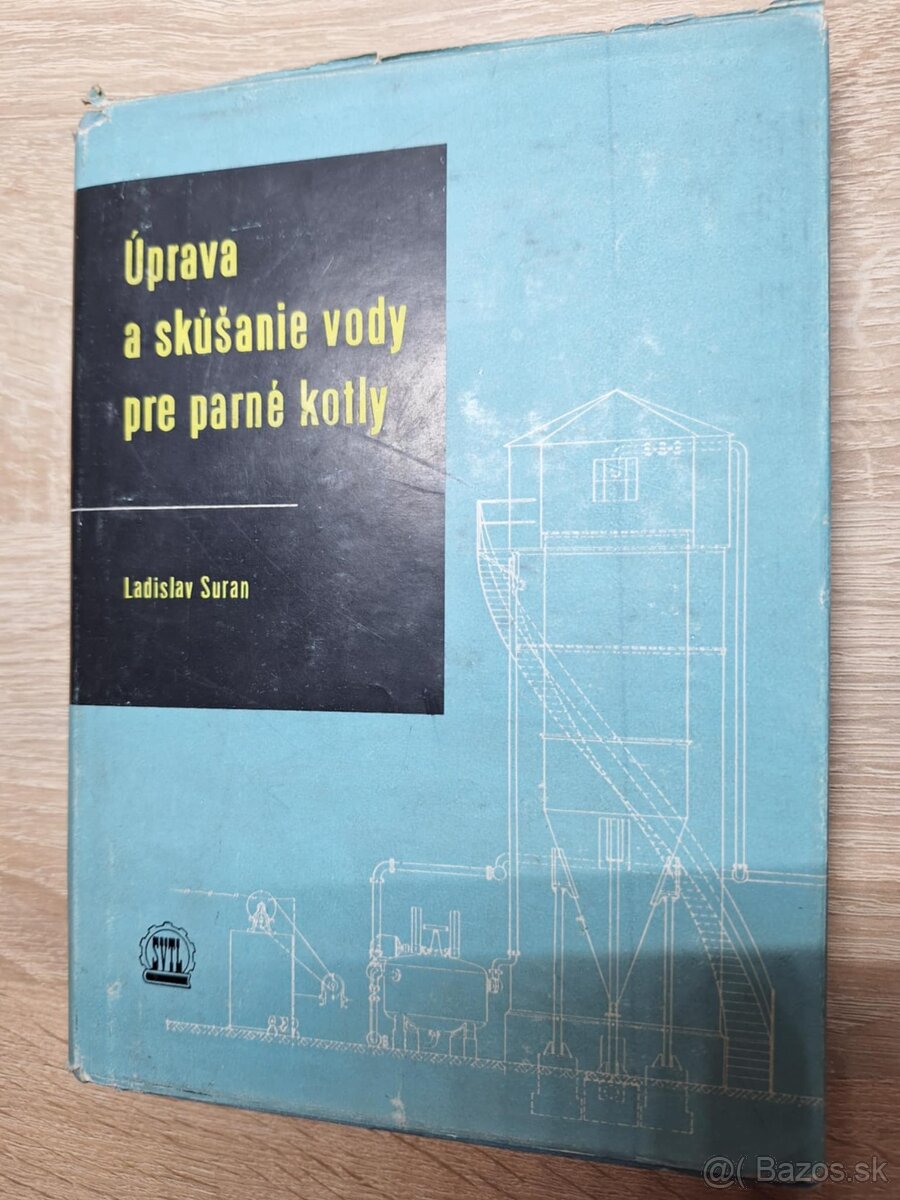 Úprava
a skúšanie vody
pre parné kotly
Ladislav Suran
SVTL
@( Bazos.sk